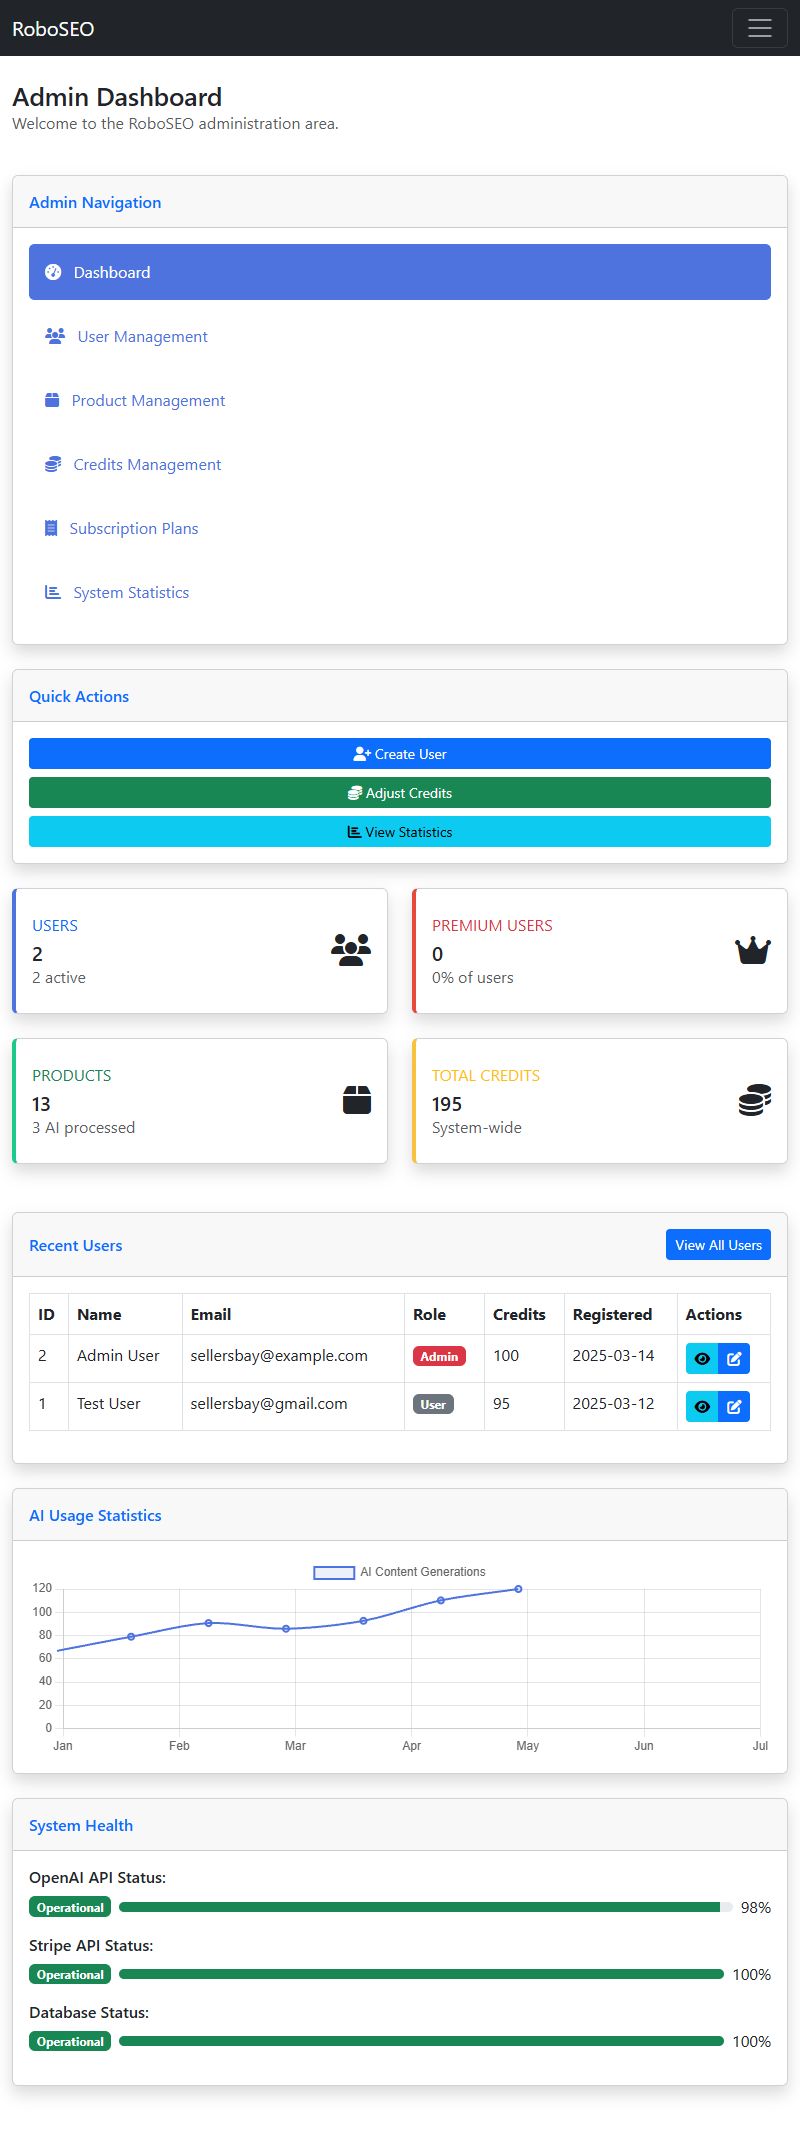 RoboSEO
Admin Dashboard
Welcome to the RoboSEO administration area.
Admin Navigation
Dashboard
User Management
Product Management
Credits Management
Subscription Plans
System Statistics
Quick Actions
Create User
Adjust Credits
View Statistics
USERS
2
2 active
PREMIUM USERS
0
0% of users
PRODUCTS
13
3 AI processed
TOTAL CREDITS
195
System-wide
Recent Users
View All Users
ID Name Email Role Credits Registered Actions
2 Admin User sellersbay@example.com Admin 100 2025-03-14
1 Test User sellersbay@gmail.com User 95 2025-03-12
AI Usage Statistics
AI Content Generations
120
100
80
60
40
20
0
Jan Feb Mar Apr May Jun Jul
System Health
OpenAI API Status:
Operational 98%
Stripe API Status:
Operational 100%
Database Status:
Operational 100%